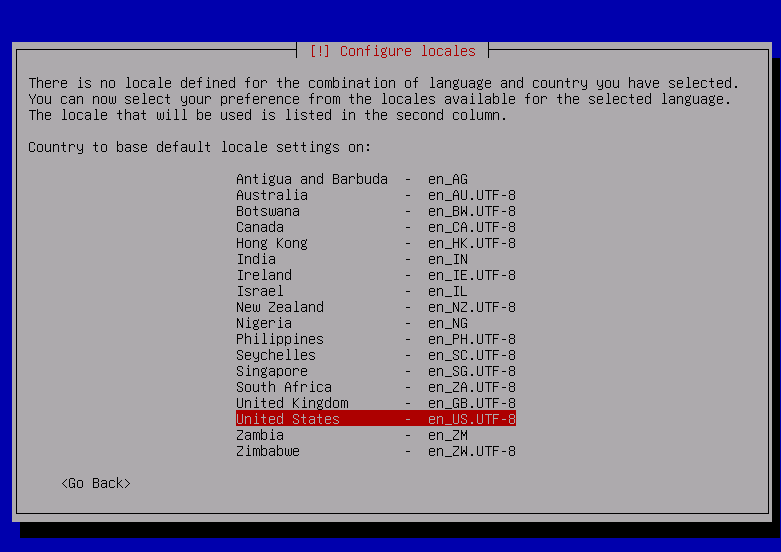 [!] Configure locales
There is no locale defined for the combination of language and country you have selected.
You can now select your preference from the locales available for the selected language.
The locale that will be used is listed in the second column.
Country to base default locale settings on:
Antigua and Barbuda - en_AG
Australia - en_AU.UTF-8
Botswana - en_BW.UTF-8
Canada - en_CA.UTF-8
Hong Kong - en_HK.UTF-8
India - en_IN
Ireland - en_IE.UTF-8
Israel - en_IL
New Zealand - en_NZ.UTF-8
Nigeria - en_NG
Philippines - en_PH.UTF-8
Seychelles - en_SC.UTF-8
Singapore - en_SG.UTF-8
South Africa - en_ZA.UTF-8
United Kingdom - en_GB.UTF-8
United States - en_US.UTF-8
Zambia - en_ZM
Zimbabwe - en_ZW.UTF-8
<Go Back>